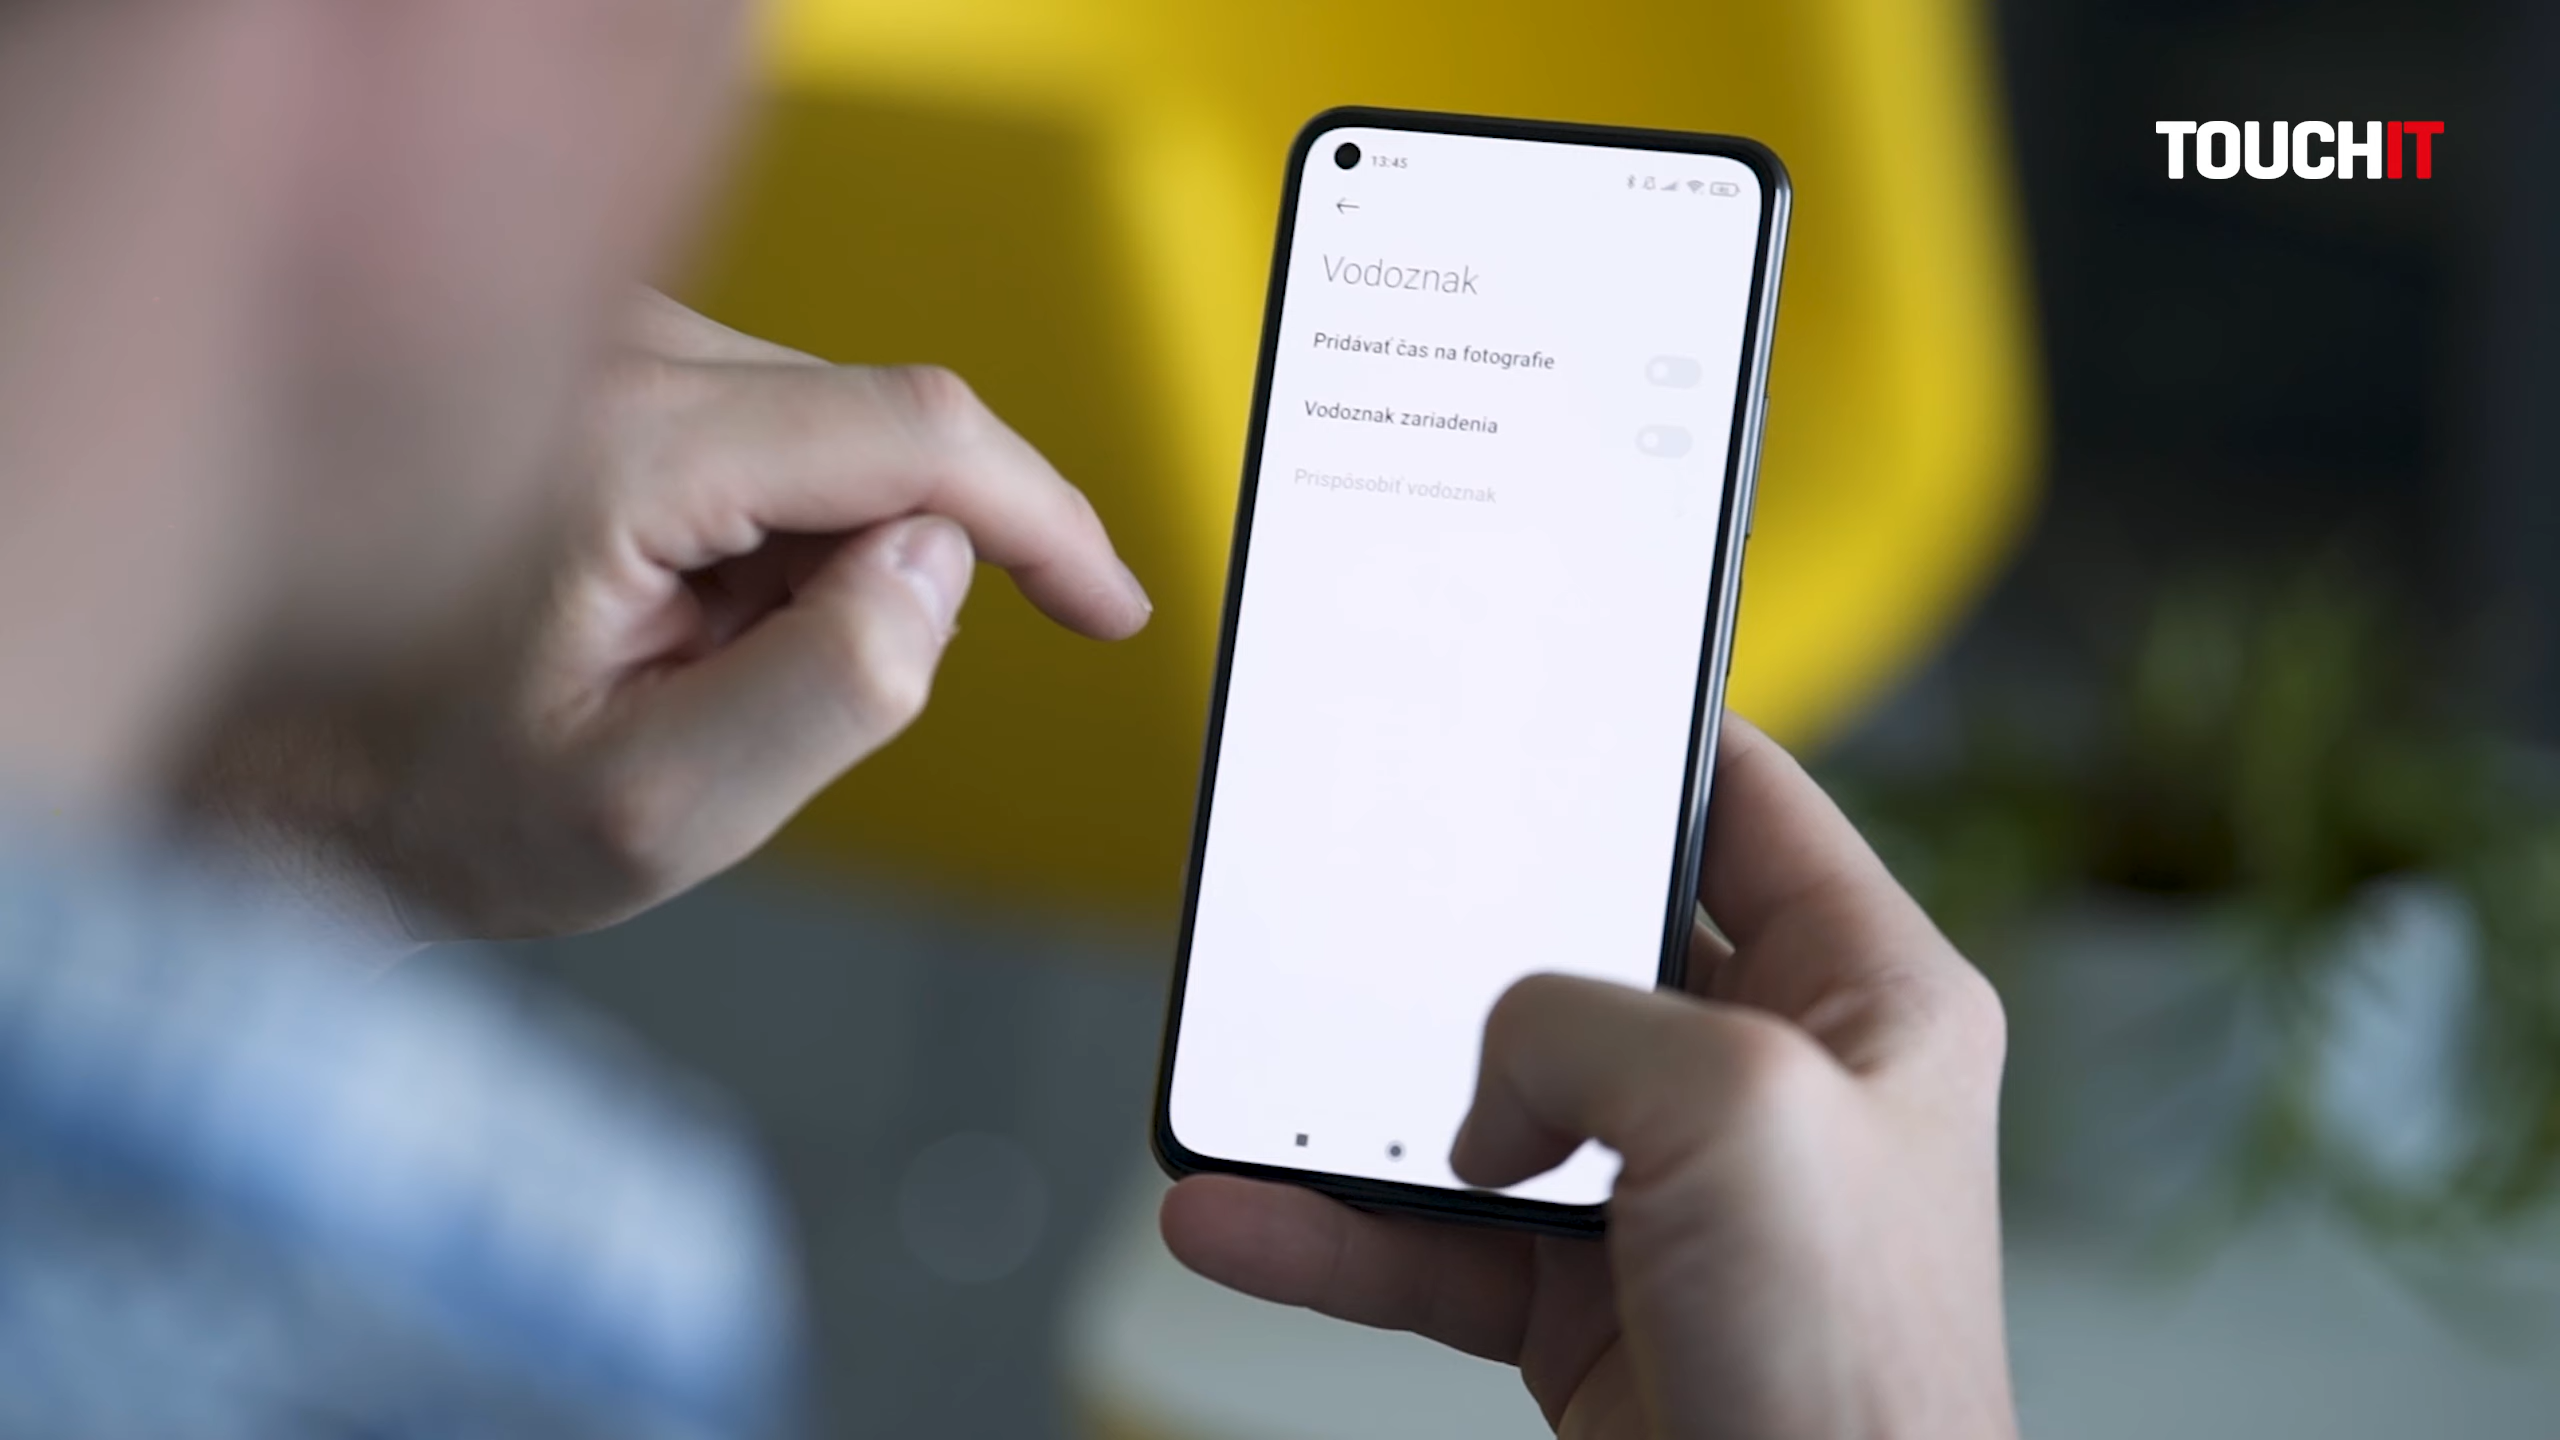 TOUCHIT
13:45
Vodoznak
Pridávať čas na fotografie
Vodoznak zariadenia
Prispôsobiť vodoznak